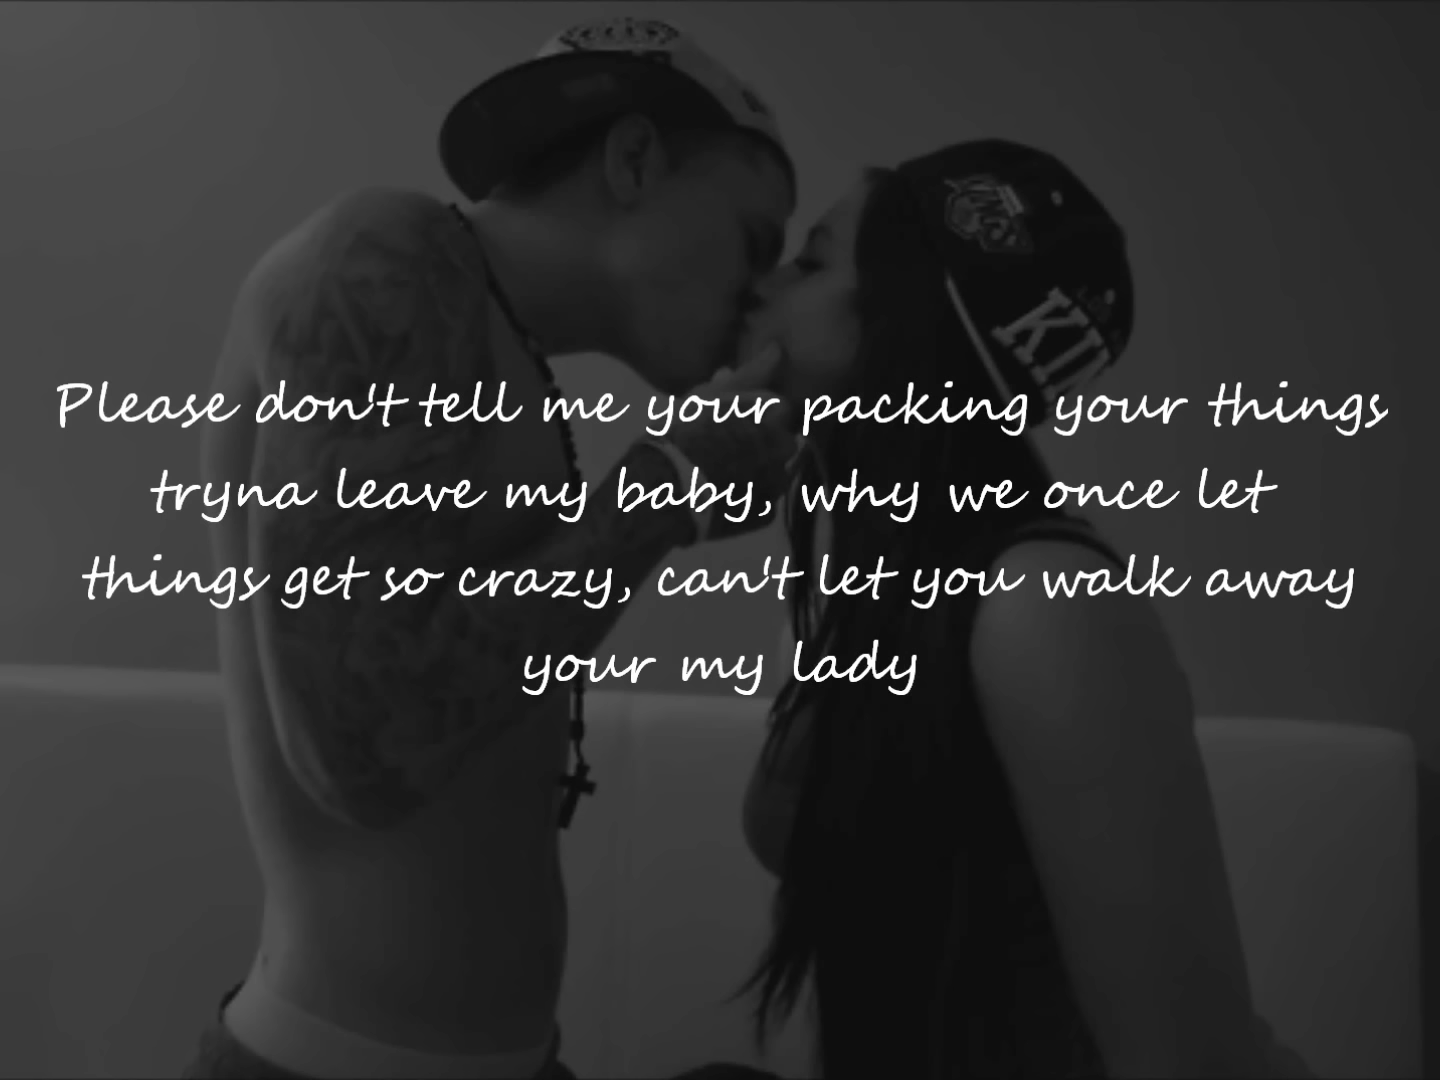 Please don't tell me your packing your things
tryna leave my baby, why we once let
things get so crazy, can't let you walk away
your my lady
KIN